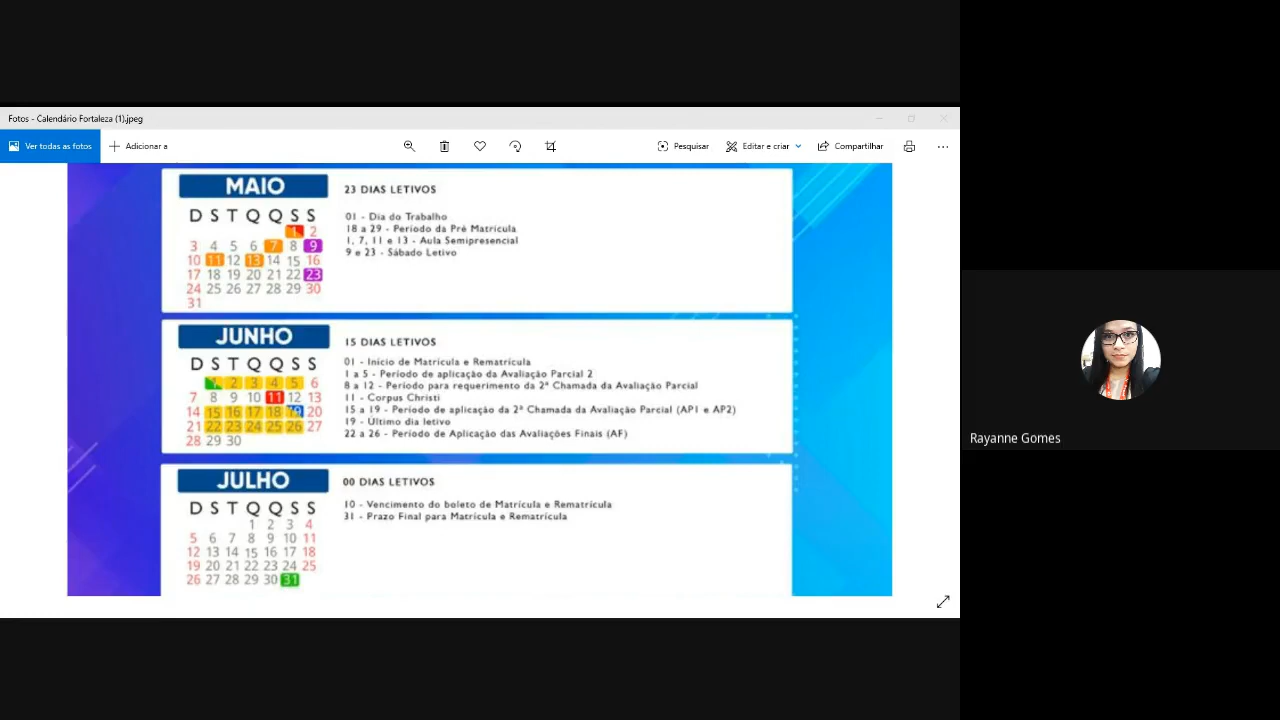 Fotos - Calendário Fortaleza (1).jpeg
Ver todas as fotos
Adicionar a
Pesquisar
Editar e criar
Compartilhar
MAIO
D S T Q Q S S
1 2
3 4 5 6 7 8 9
10 11 12 13 14 15 16
17 18 19 20 21 22 23
24 25 26 27 28 29 30
31
23 DIAS LETIVOS
01 - Dia do Trabalho
18 a 29 - Período da Pré Matrícula
1, 7, 11 e 13 - Aula Semipresencial
9 e 23 - Sábado Letivo
JUNHO
D S T Q Q S S
1 2 3 4 5 6
7 8 9 10 11 12 13
14 15 16 17 18 19 20
21 22 23 24 25 26 27
28 29 30
15 DIAS LETIVOS
01 - Início de Matrícula e Rematrícula
1 a 5 - Período de aplicação da Avaliação Parcial 2
8 a 12 - Período para requerimento da 2ª Chamada da Avaliação Parcial
11 - Corpus Christi
15 a 19 - Período de aplicação da 2ª Chamada da Avaliação Parcial (AP1 e AP2)
19 - Último dia letivo
22 a 26 - Período de Aplicação das Avaliações Finais (AF)
JULHO
D S T Q Q S S
1 2 3 4
5 6 7 8 9 10 11
12 13 14 15 16 17 18
19 20 21 22 23 24 25
26 27 28 29 30 31
00 DIAS LETIVOS
10 - Vencimento do boleto de Matrícula e Rematrícula
31 - Prazo Final para Matrícula e Rematrícula
Rayanne Gomes